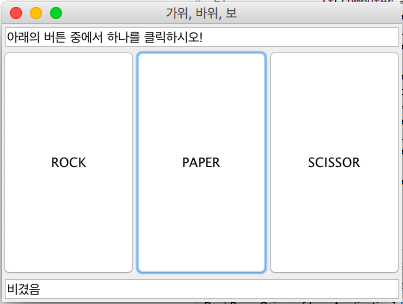 가위, 바위, 보
아래의 버튼 중에서 하나를 클릭하시오!
ROCK
PAPER
SCISSOR
비겼음